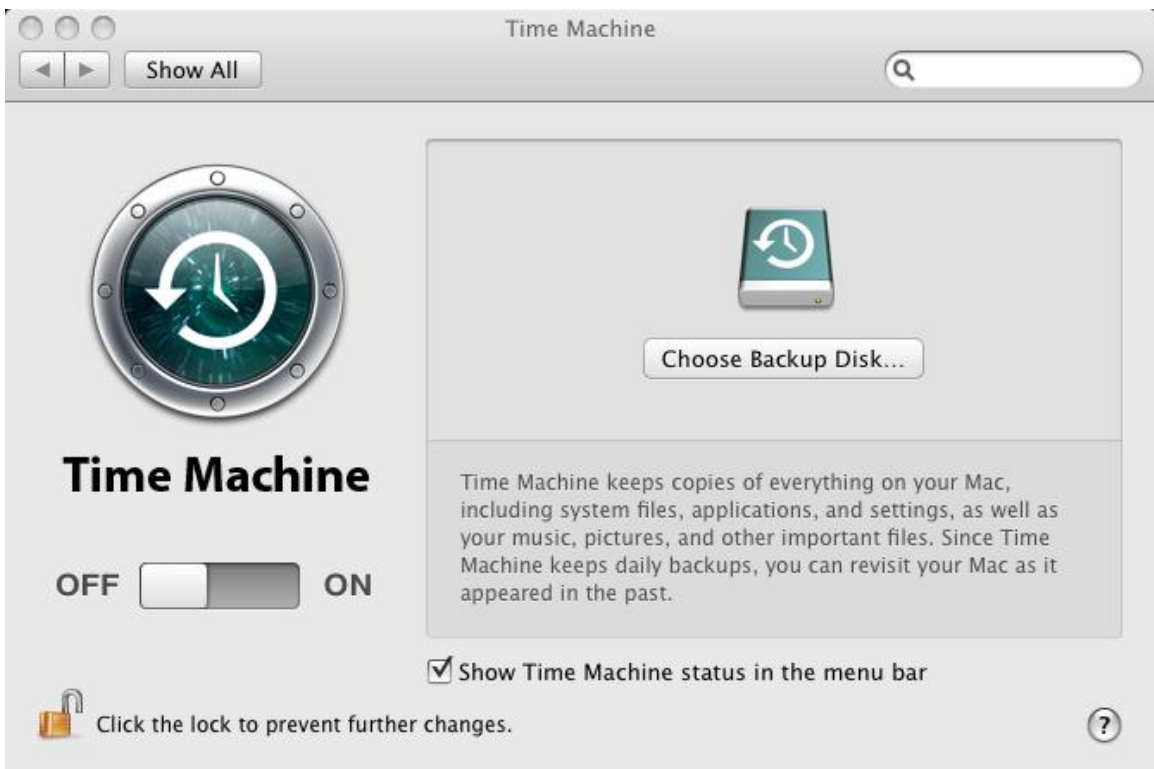 Time Machine
Show All
Choose Backup Disk...
Time Machine
Time Machine keeps copies of everything on your Mac,
including system files, applications, and settings, as well as
your music, pictures, and other important files. Since Time
Machine keeps daily backups, you can revisit your Mac as it
appeared in the past.
OFF ON
Show Time Machine status in the menu bar
Click the lock to prevent further changes.
?